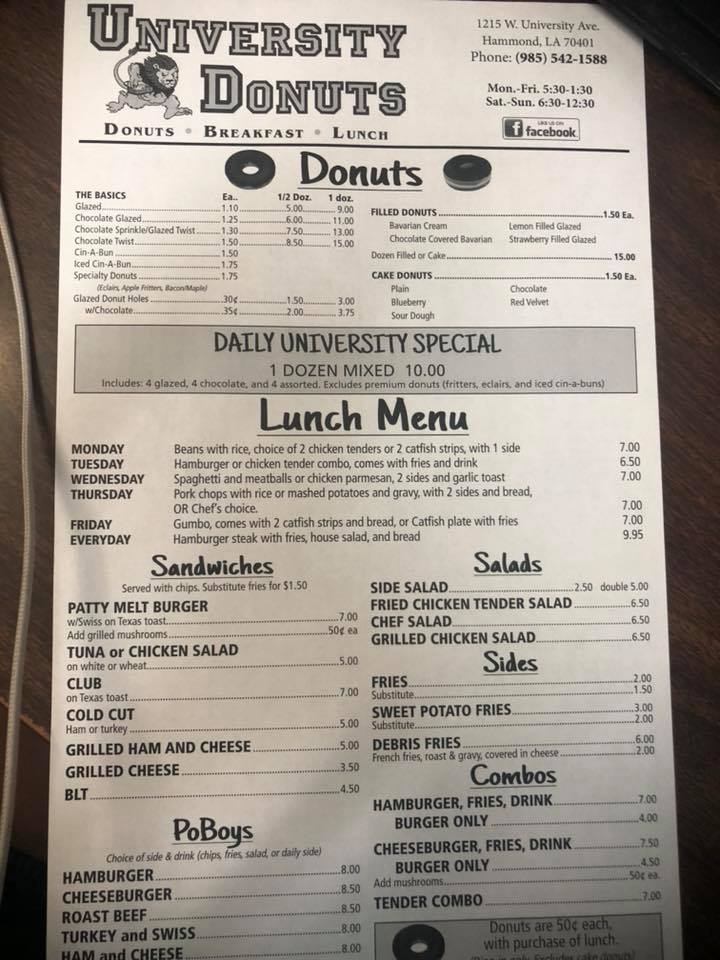 UNIVERSITY DONUTS
DONUTS • BREAKFAST • LUNCH
1215 W. University Ave.
Hammond, LA 70401
Phone: (985) 542-1588
Mon.-Fri. 5:30-1:30
Sat.-Sun. 6:30-12:30
LIKE US ON
f facebook
Donuts
THE BASICS Ea.. 1/2 Doz. 1 doz.
Glazed 1.10 5.00 9.00
Chocolate Glazed 1.25 6.00 11.00
Chocolate Sprinkle/Glazed Twist 1.30 7.50 13.00
Chocolate Twist 1.50 8.50 15.00
Cin-A-Bun 1.50
Iced Cin-A-Bun 1.75
Specialty Donuts 1.75
(Eclairs, Apple Fritters, Bacon/Maple)
Glazed Donut Holes 30¢ 1.50 3.00
w/Chocolate 35¢ 2.00 3.75
FILLED DONUTS 1.50 Ea.
Bavarian Cream Lemon Filled Glazed
Chocolate Covered Bavarian Strawberry Filled Glazed
Dozen Filled or Cake 15.00
CAKE DONUTS 1.50 Ea.
Plain Chocolate
Blueberry Red Velvet
Sour Dough
DAILY UNIVERSITY SPECIAL
1 DOZEN MIXED 10.00
Includes: 4 glazed, 4 chocolate, and 4 assorted. Excludes premium donuts (fritters, eclairs, and iced cin-a-buns)
Lunch Menu
MONDAY Beans with rice, choice of 2 chicken tenders or 2 catfish strips, with 1 side 7.00
TUESDAY Hamburger or chicken tender combo, comes with fries and drink 6.50
WEDNESDAY Spaghetti and meatballs or chicken parmesan, 2 sides and garlic toast 7.00
THURSDAY Pork chops with rice or mashed potatoes and gravy, with 2 sides and bread,
OR Chef's choice. 7.00
FRIDAY Gumbo, comes with 2 catfish strips and bread, or Catfish plate with fries 7.00
EVERYDAY Hamburger steak with fries, house salad, and bread 9.95
Sandwiches
Served with chips. Substitute fries for $1.50
PATTY MELT BURGER
w/Swiss on Texas toast 7.00
Add grilled mushrooms 50¢ ea
TUNA or CHICKEN SALAD
on white or wheat 5.00
CLUB
on Texas toast 7.00
COLD CUT
Ham or turkey 5.00
GRILLED HAM AND CHEESE 5.00
GRILLED CHEESE 3.50
BLT 4.50
PoBoys
Choice of side & drink (chips, fries, salad, or daily side)
HAMBURGER 8.00
CHEESEBURGER 8.50
ROAST BEEF 8.50
TURKEY and SWISS 8.00
HAM and CHEESE 8.00
Salads
SIDE SALAD 2.50 double 5.00
FRIED CHICKEN TENDER SALAD 6.50
CHEF SALAD 6.50
GRILLED CHICKEN SALAD 6.50
Sides
FRIES 2.00
Substitute 1.50
SWEET POTATO FRIES 3.00
Substitute 2.00
DEBRIS FRIES 6.00
French fries, roast & gravy, covered in cheese 2.00
Combos
HAMBURGER, FRIES, DRINK 7.00
BURGER ONLY 4.00
CHEESEBURGER, FRIES, DRINK 7.50
BURGER ONLY 4.50
Add mushrooms 50¢ ea.
TENDER COMBO 7.00
Donuts are 50¢ each,
with purchase of lunch.